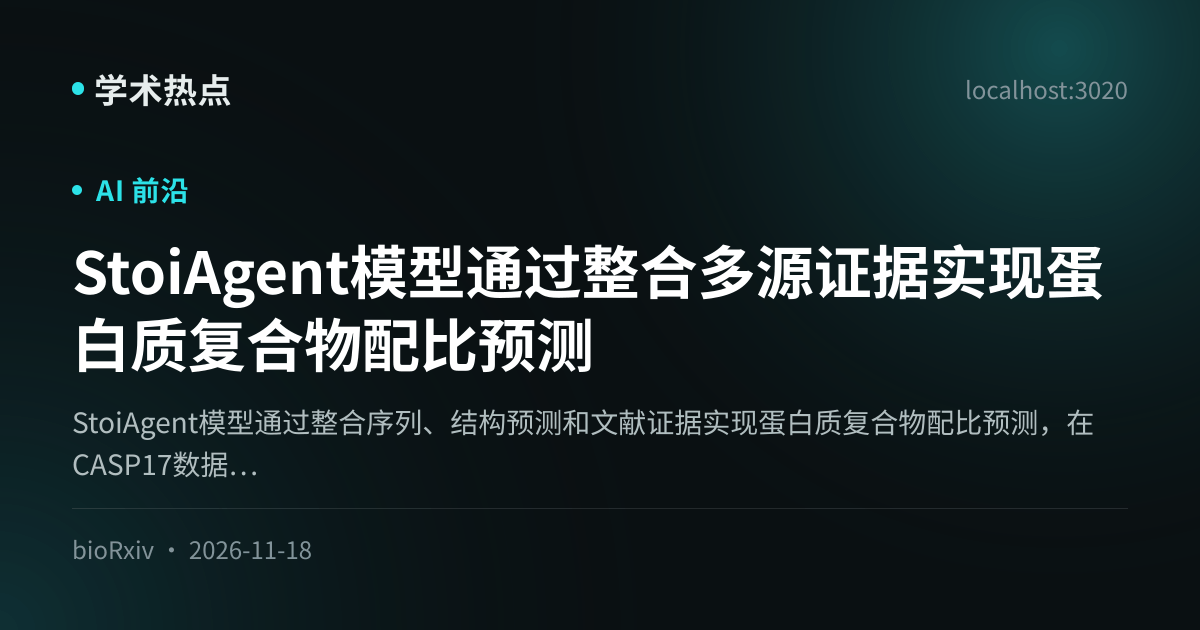 学术热点
localhost:3020
AI 前沿
StoiAgent模型通过整合多源证据实现蛋
白质复合物配比预测
StoiAgent模型通过整合序列、结构预测和文献证据实现蛋白质复合物配比预测，在
CASP17数据…
bioRxiv • 2026-11-18